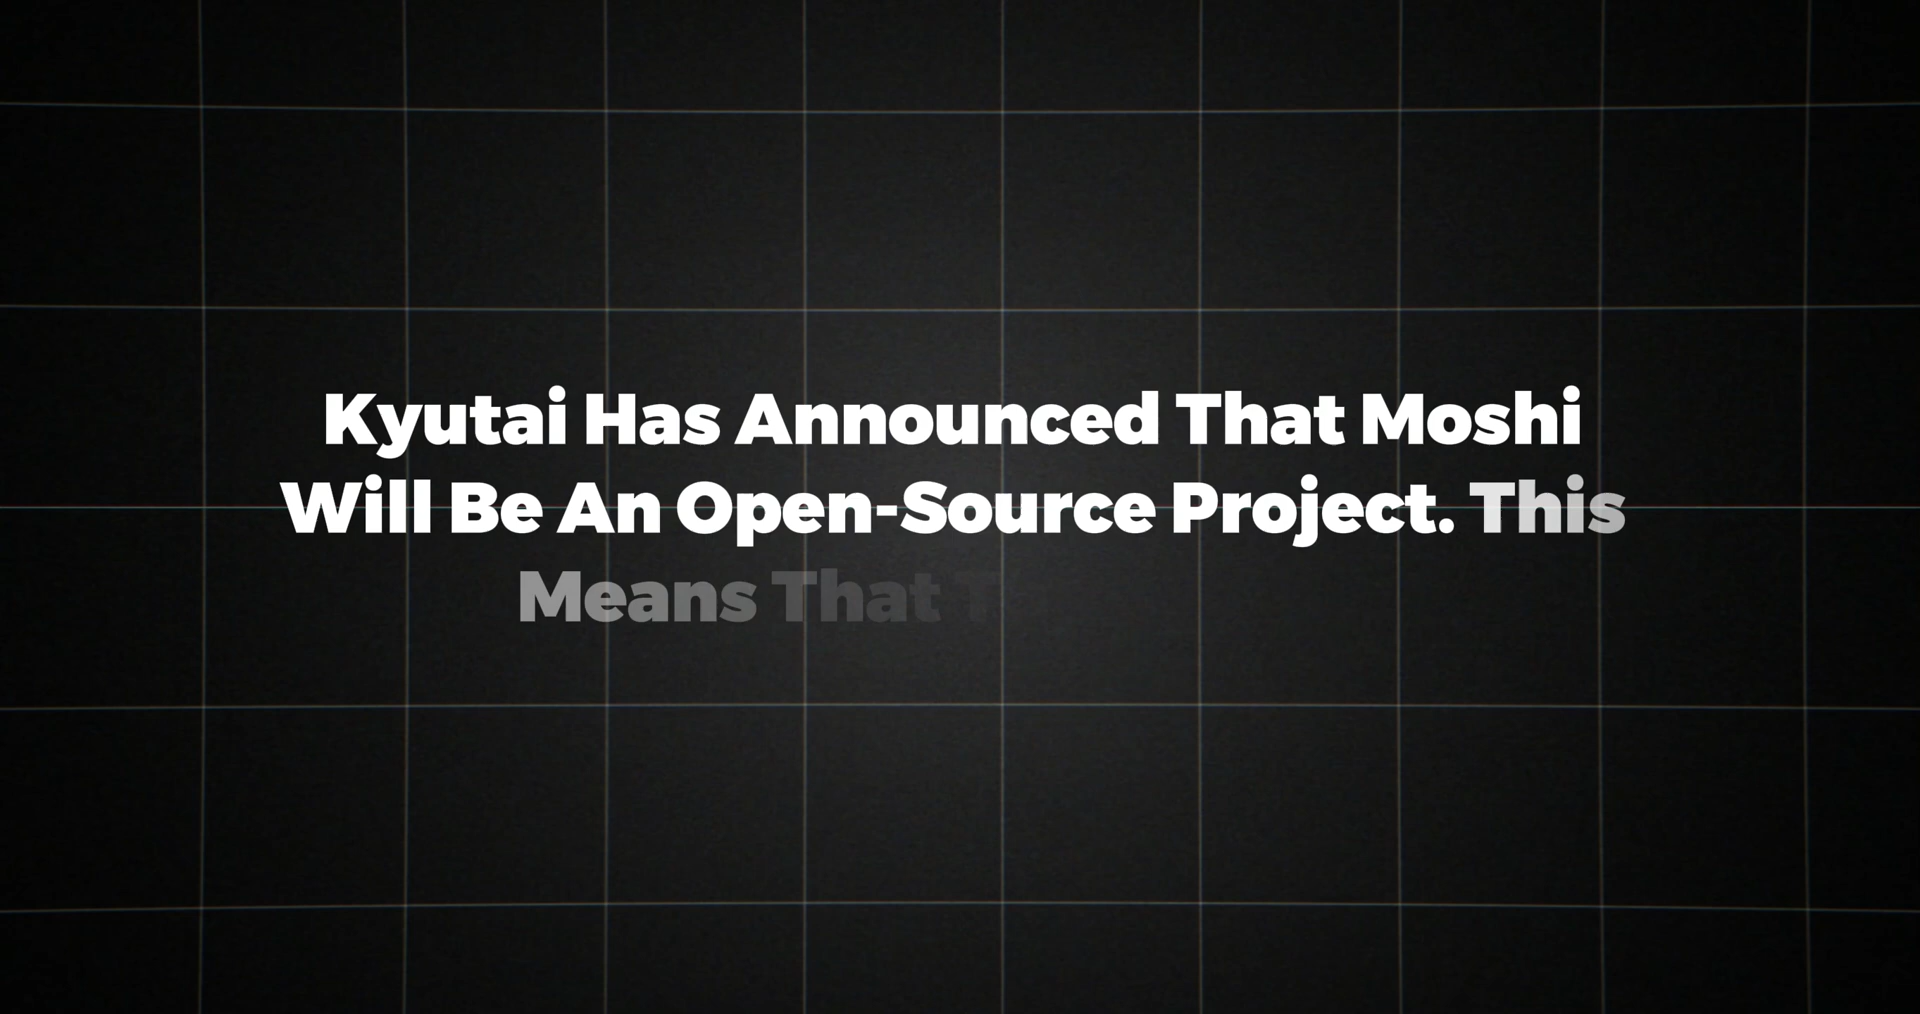 Kyutai Has Announced That Moshi
Will Be An Open-Source Project. This
Means That